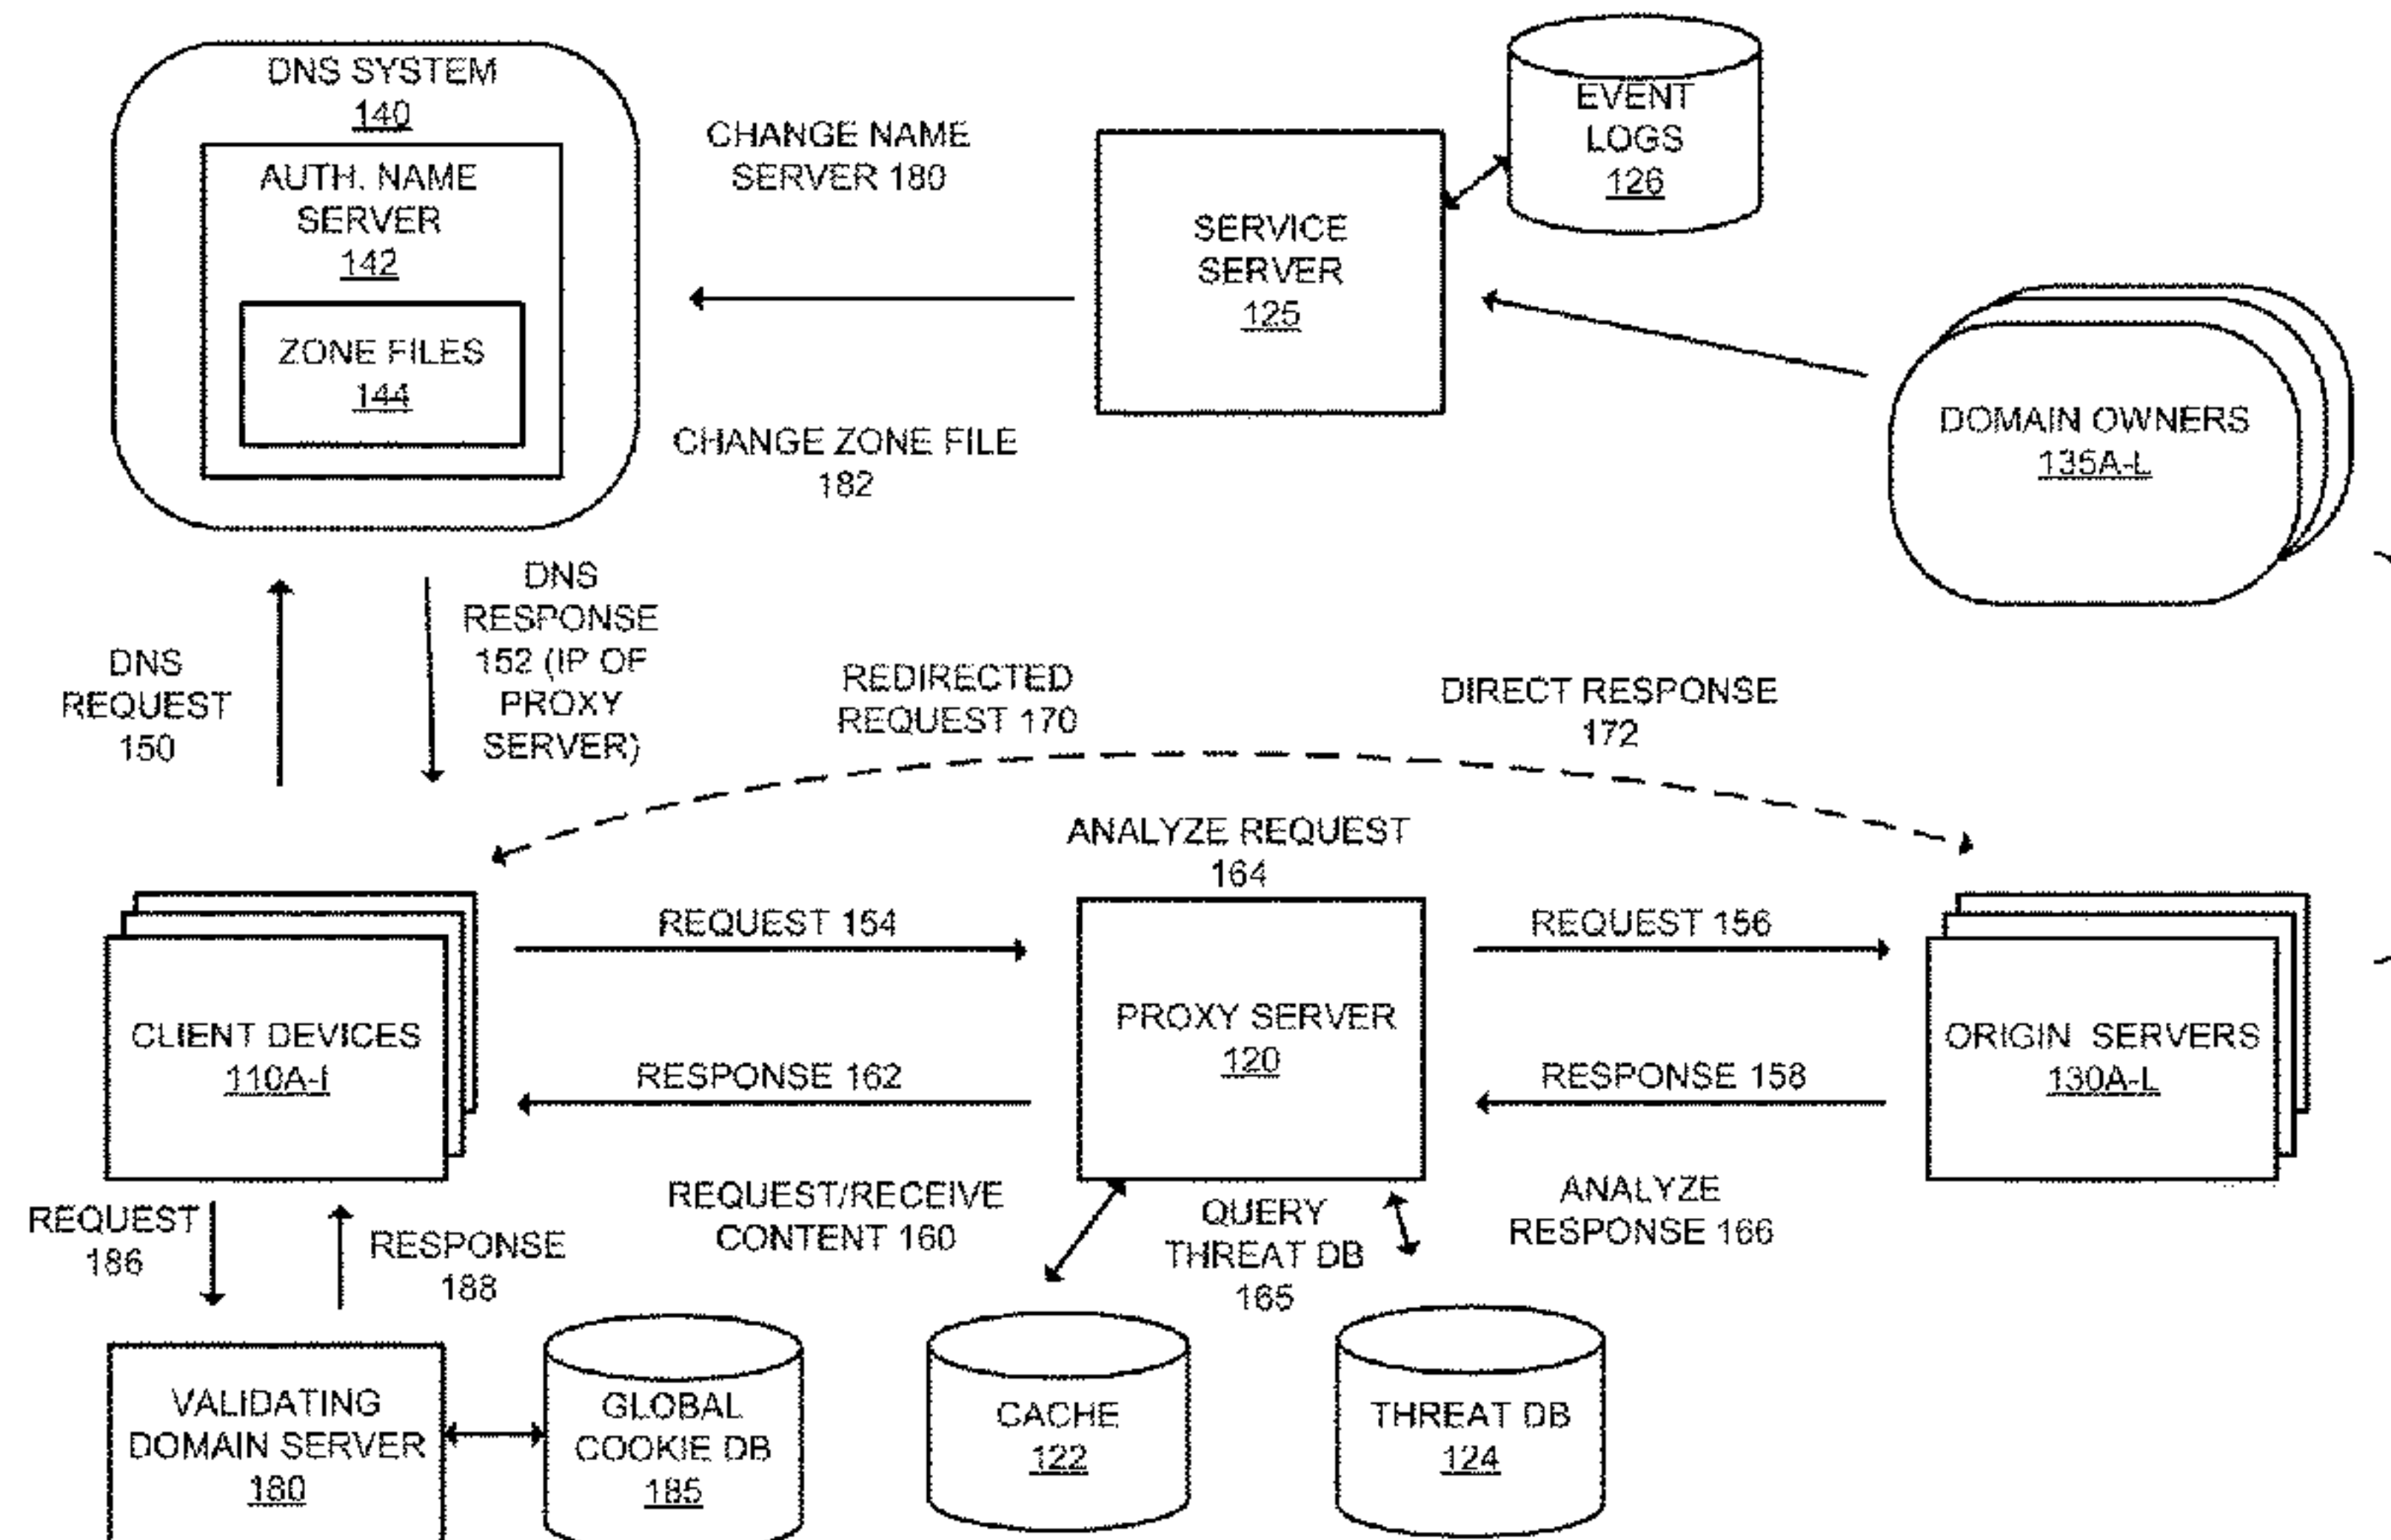 DNS SYSTEM
140
AUTH. NAME
SERVER
142
ZONE FILES
144
CHANGE NAME
SERVER 180
CHANGE ZONE FILE
182
SERVICE
SERVER
125
EVENT
LOGS
126
DOMAIN OWNERS
135A-L
DNS
REQUEST
150
DNS
RESPONSE
152 (IP OF
PROXY
SERVER)
REDIRECTED
REQUEST 170
DIRECT RESPONSE
172
ANALYZE REQUEST
164
CLIENT DEVICES
110A-I
REQUEST 154
RESPONSE 162
PROXY SERVER
120
REQUEST 156
RESPONSE 158
ORIGIN SERVERS
130A-L
REQUEST
186
RESPONSE
188
REQUEST/RECEIVE
CONTENT 160
QUERY
THREAT DB
165
ANALYZE
RESPONSE 166
VALIDATING
DOMAIN SERVER
180
GLOBAL
COOKIE DB
185
CACHE
122
THREAT DB
124